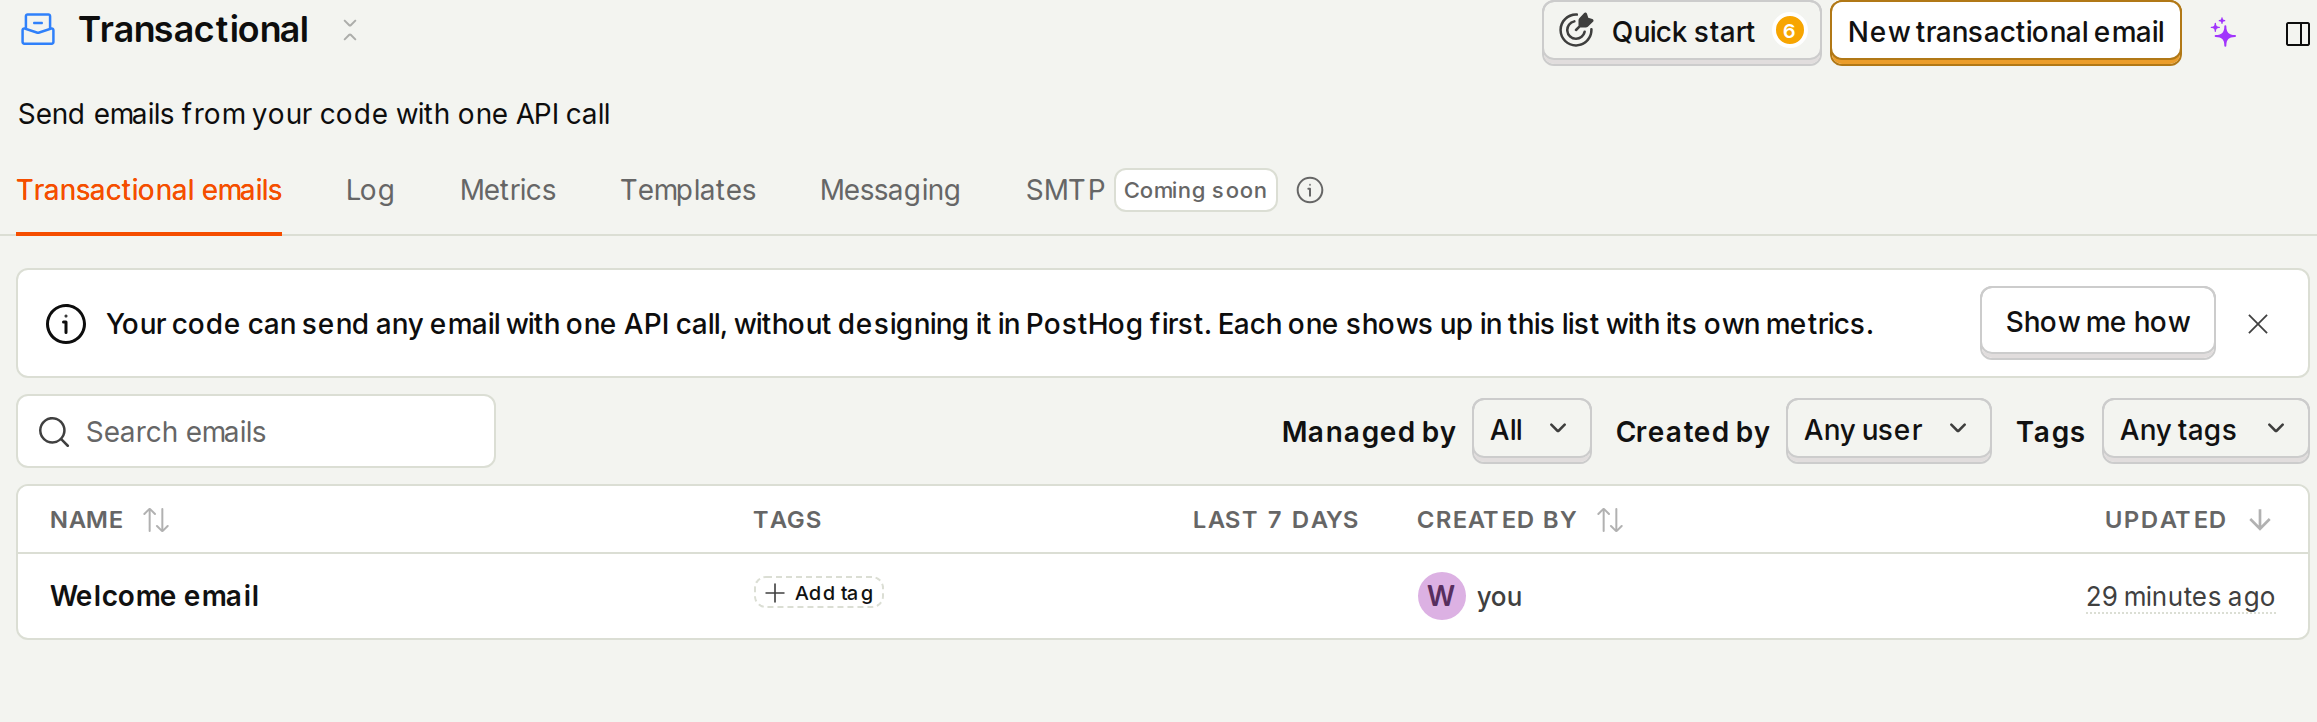 Transactional
Quick start 6
New transactional email
Send emails from your code with one API call
Transactional emails Log Metrics Templates Messaging SMTP Coming soon
Your code can send any email with one API call, without designing it in PostHog first. Each one shows up in this list with its own metrics.
Show me how
Search emails
Managed by All Created by Any user Tags Any tags
NAME TAGS LAST 7 DAYS CREATED BY UPDATED
Welcome email + Add tag W you 29 minutes ago